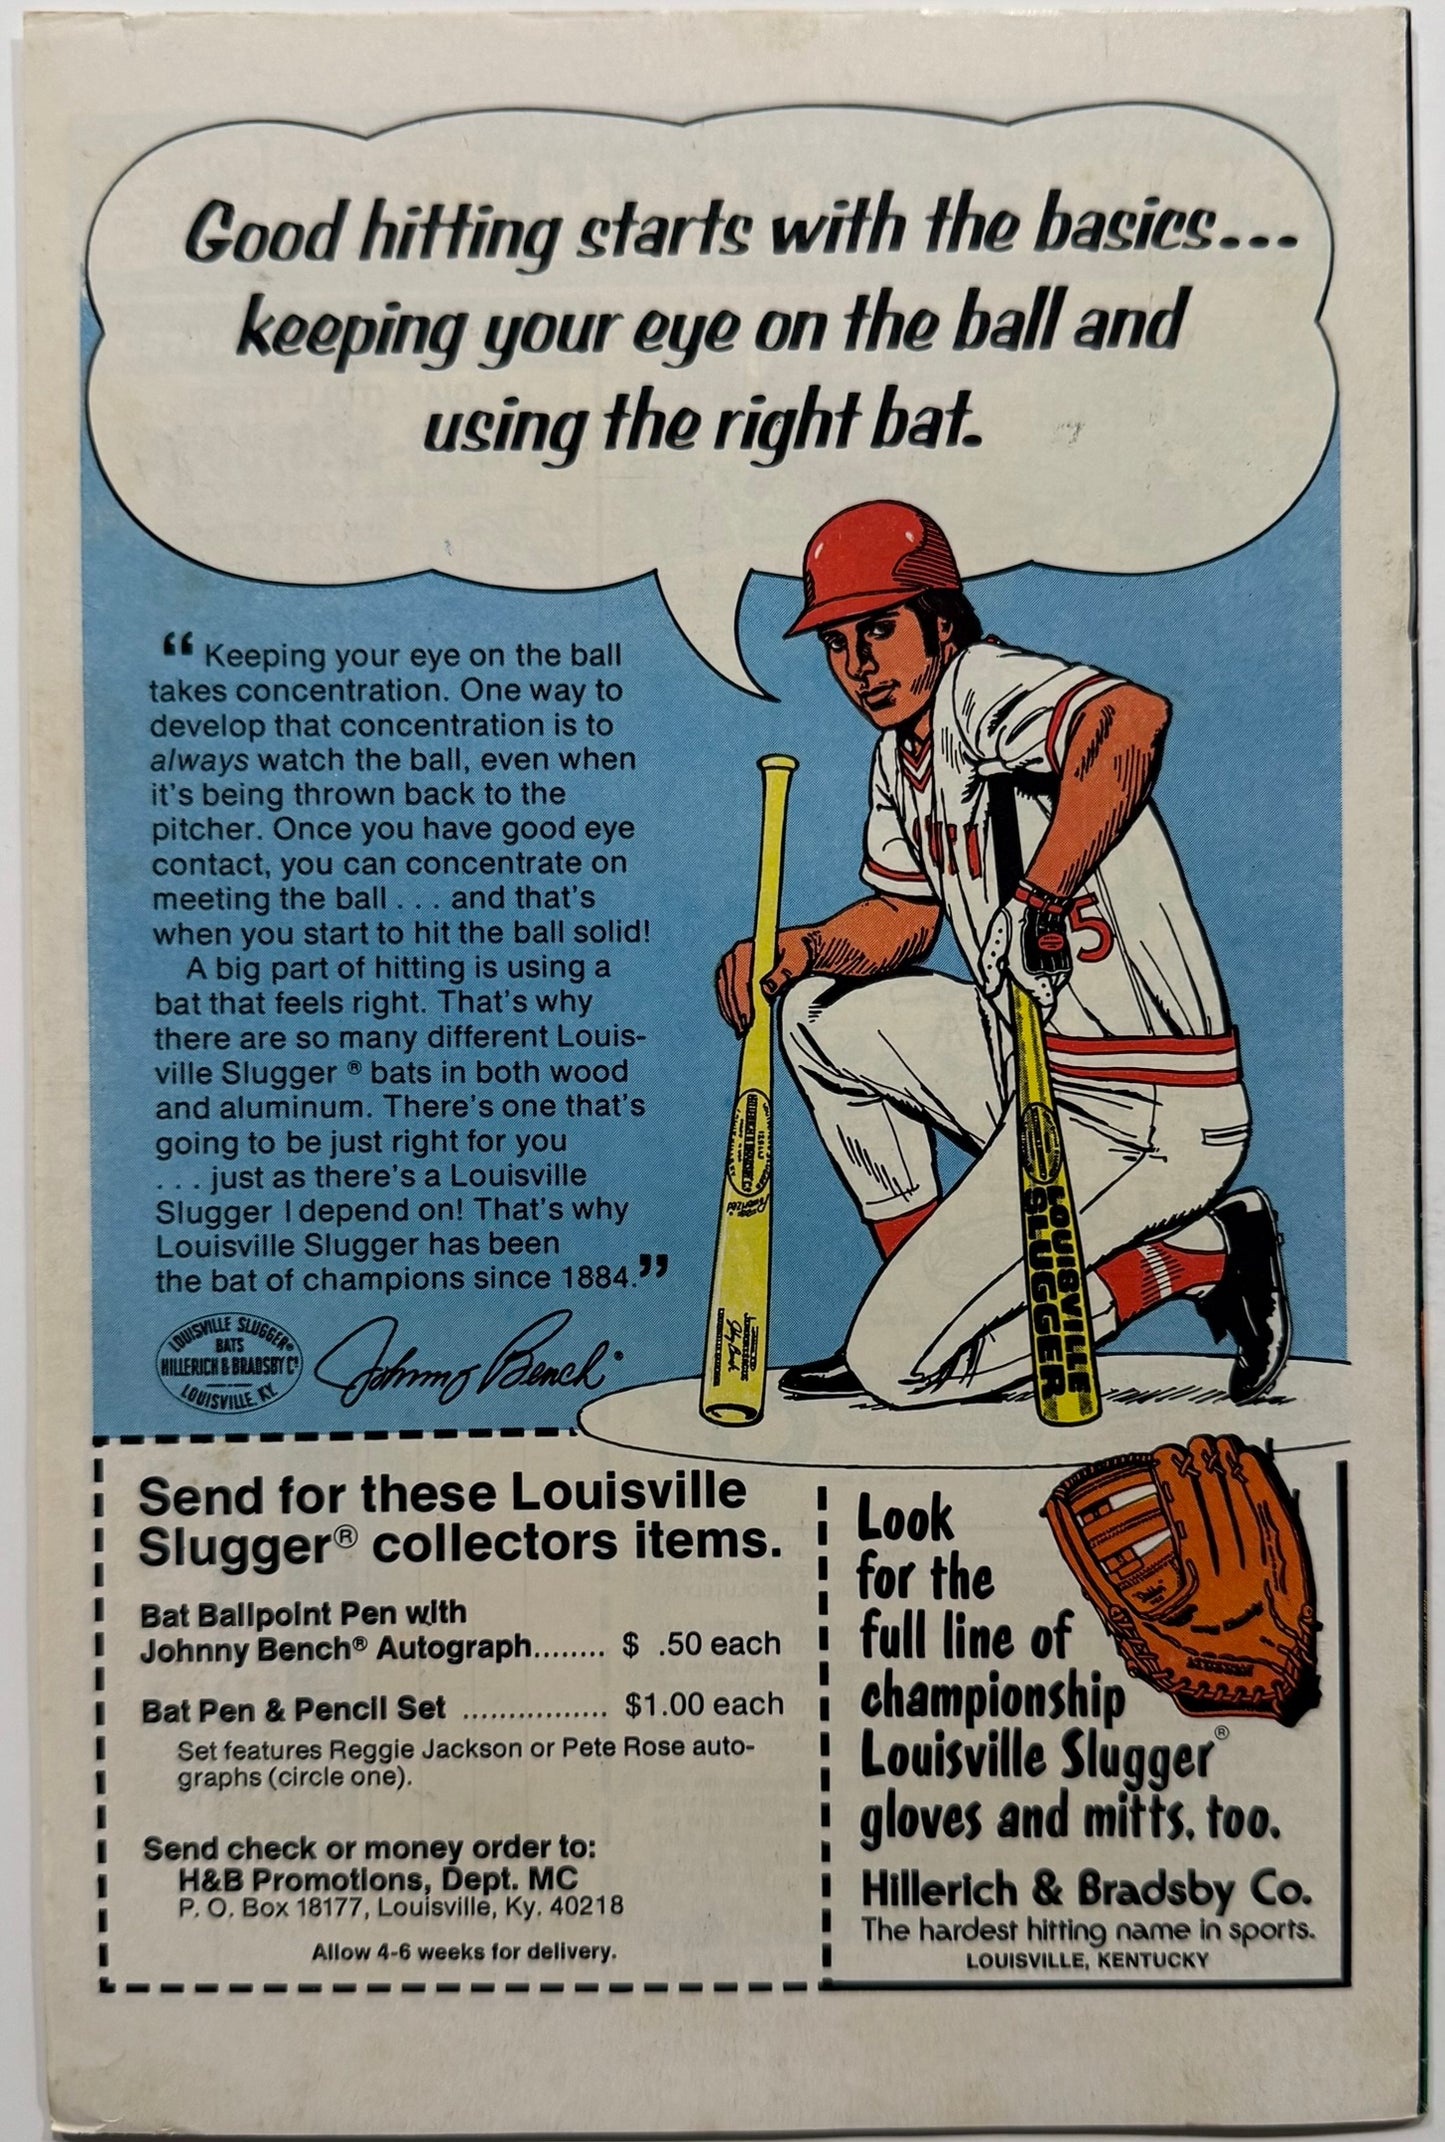 Good hitting starts with the basics...
keeping your eye on the ball and
using the right bat.
“ Keeping your eye on the ball
takes concentration. One way to
develop that concentration is to
always watch the ball, even when
it's being thrown back to the
pitcher. Once you have good eye
contact, you can concentrate on
meeting the ball . . . and that's
when you start to hit the ball solid!
A big part of hitting is using a
bat that feels right. That's why
there are so many different Louis-
ville Slugger ® bats in both wood
and aluminum. There's one that's
going to be just right for you
. . . just as there's a Louisville
Slugger I depend on! That's why
Louisville Slugger has been
the bat of champions since 1884.”
LOUISVILLE SLUGGER®
BATS
HILLERICH & BRADSBY Cº
LOUISVILLE, KY.
Johnny Bench
5
LOUISVILLE
SLUGGER
Send for these Louisville
Slugger® collectors items.
Bat Ballpoint Pen with
Johnny Bench® Autograph........ $ .50 each
Bat Pen & Pencil Set ................ $1.00 each
Set features Reggie Jackson or Pete Rose auto-
graphs (circle one).
Send check or money order to:
H&B Promotions, Dept. MC
P. O. Box 18177, Louisville, Ky. 40218
Allow 4-6 weeks for delivery.
Look
for the
full line of
championship
Louisville Slugger®
gloves and mitts, too.
Hillerich & Bradsby Co.
The hardest hitting name in sports.
LOUISVILLE, KENTUCKY